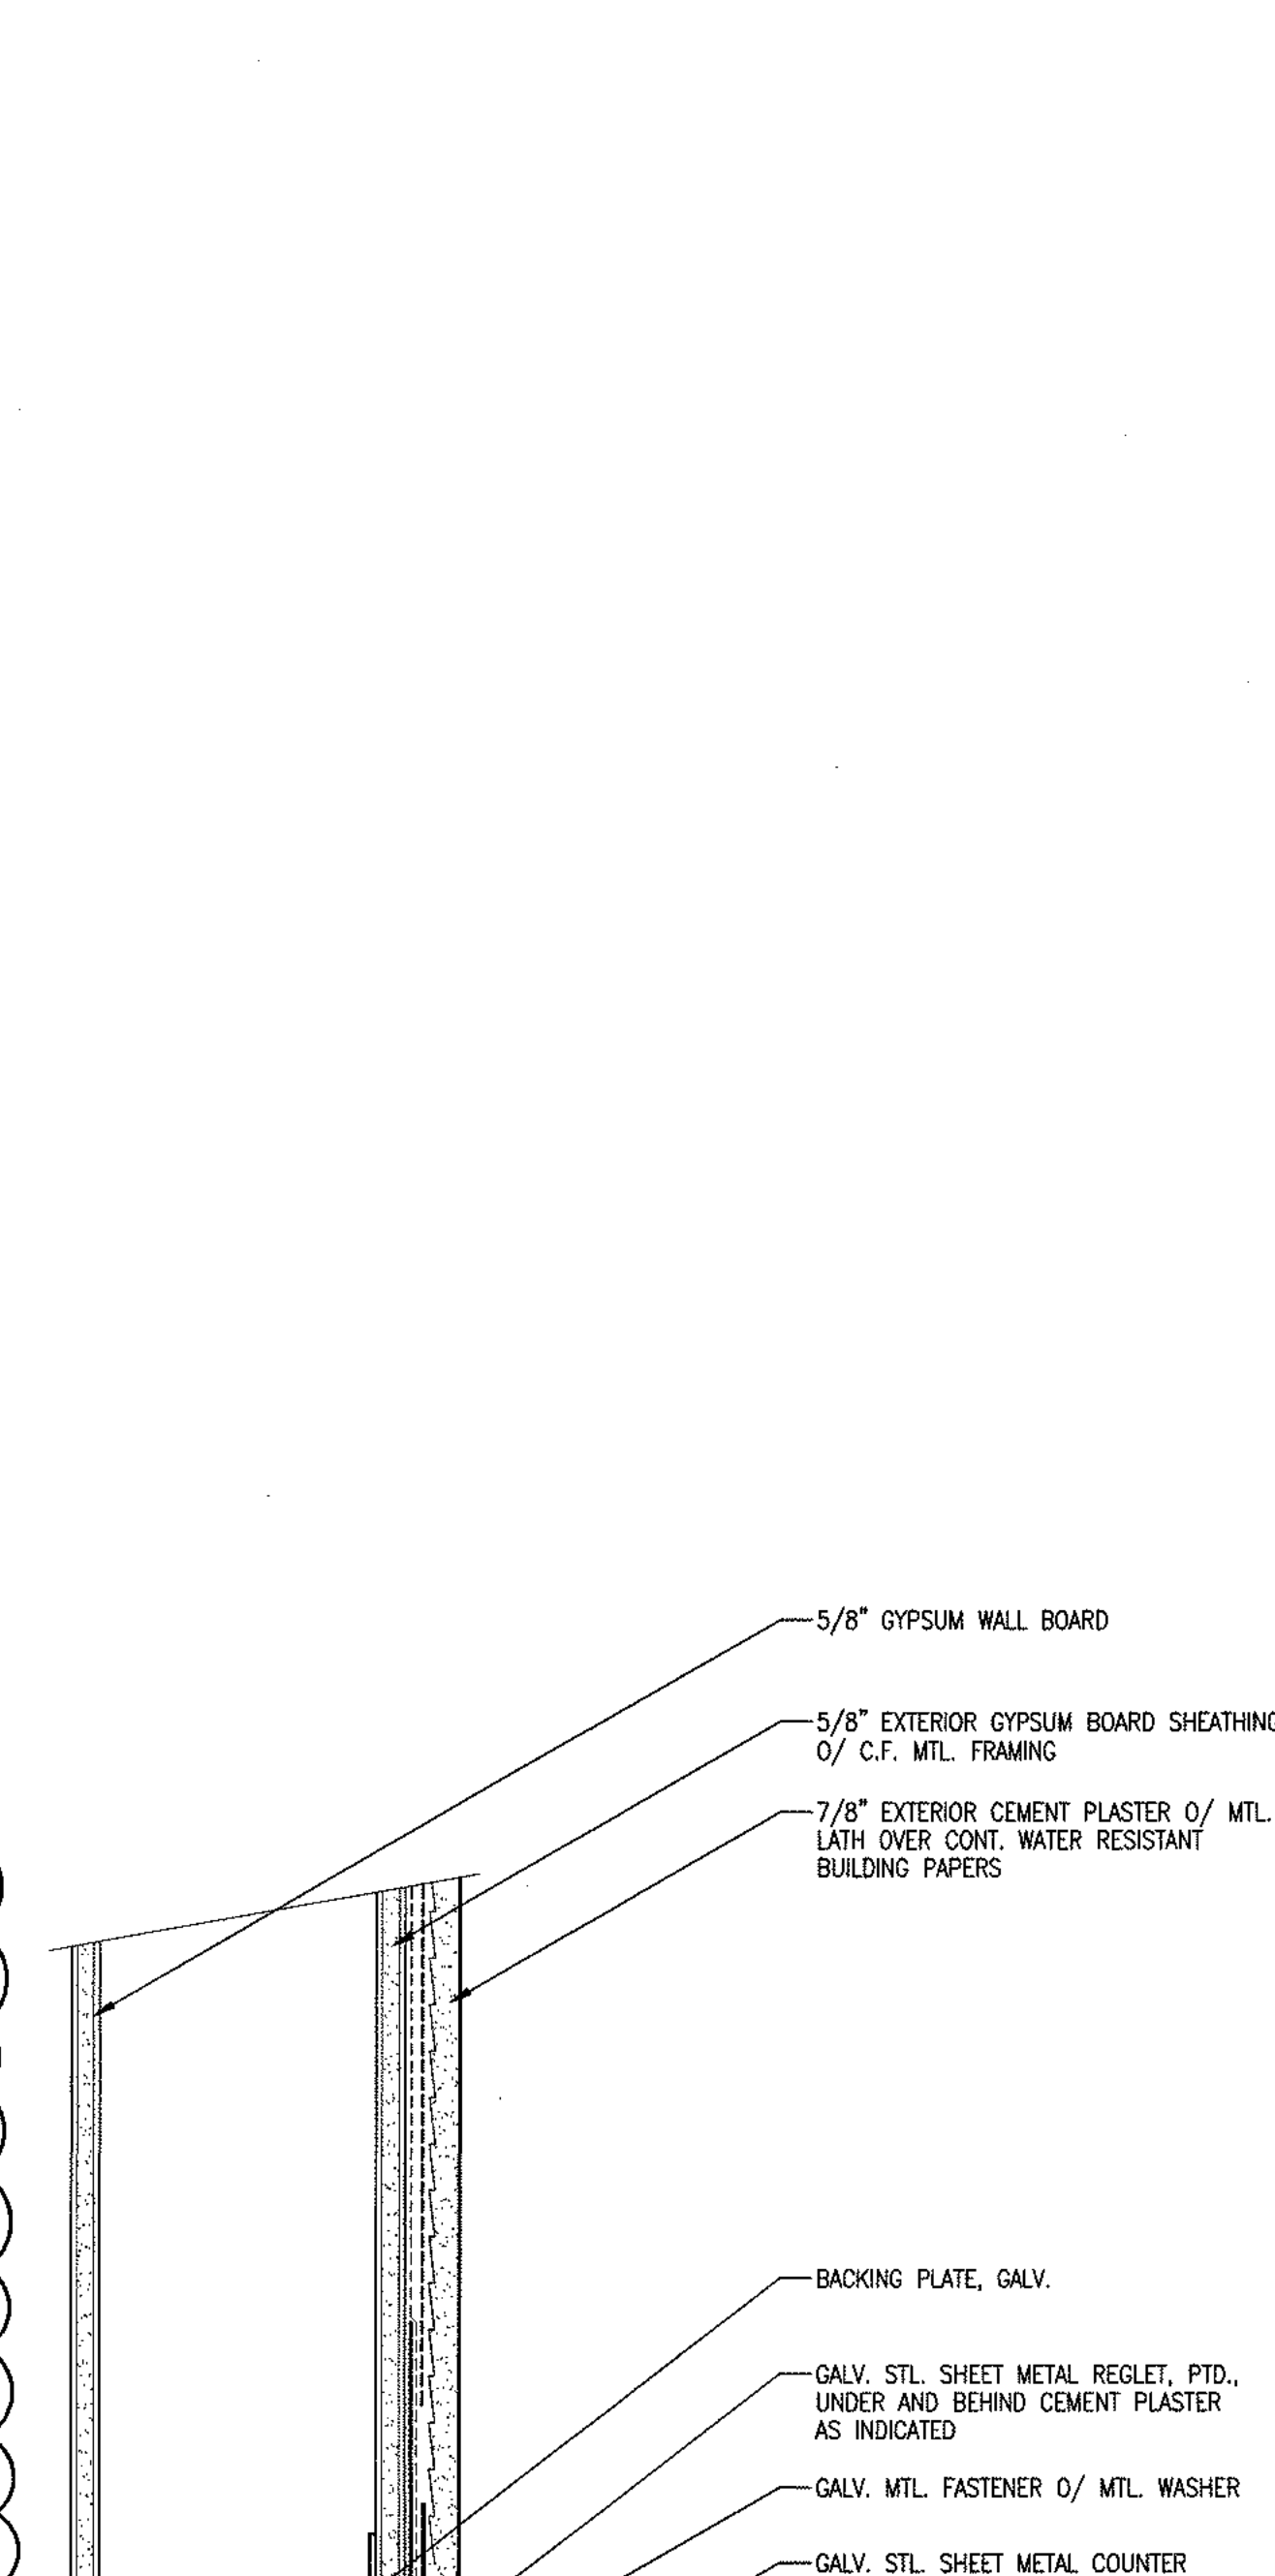 5/8" GYPSUM WALL BOARD
5/8" EXTERIOR GYPSUM BOARD SHEATHING
O/ C.F. MTL. FRAMING
7/8" EXTERIOR CEMENT PLASTER O/ MTL.
LATH OVER CONT. WATER RESISTANT
BUILDING PAPERS
BACKING PLATE, GALV.
GALV. STL. SHEET METAL REGLET, PTD.,
UNDER AND BEHIND CEMENT PLASTER
AS INDICATED
GALV. MTL. FASTENER O/ MTL. WASHER
GALV. STL. SHEET METAL COUNTER